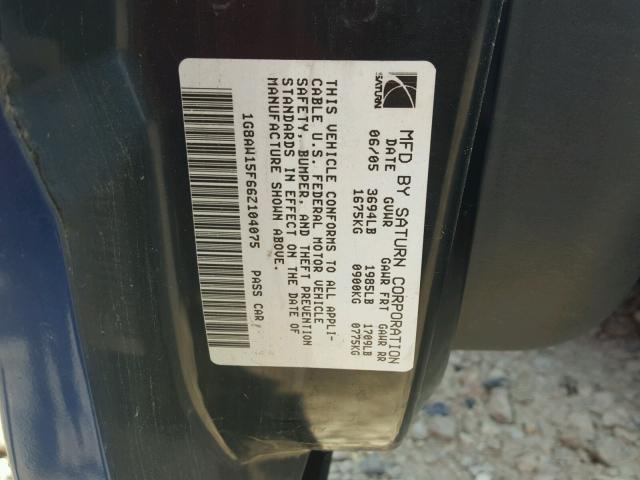 SATURN
MFD BY SATURN CORPORATION
DATE GVWR GAWR FRT GAWR RR
06/05 3694LB 1985LB 1709LB
1675KG 0900KG 0775KG
THIS VEHICLE CONFORMS TO ALL APPLI-
CABLE U.S. FEDERAL MOTOR VEHICLE
SAFETY, BUMPER, AND THEFT PREVENTION
STANDARDS IN EFFECT ON THE DATE OF
MANUFACTURE SHOWN ABOVE.
1G8AW15F66Z104075 PASS CAR